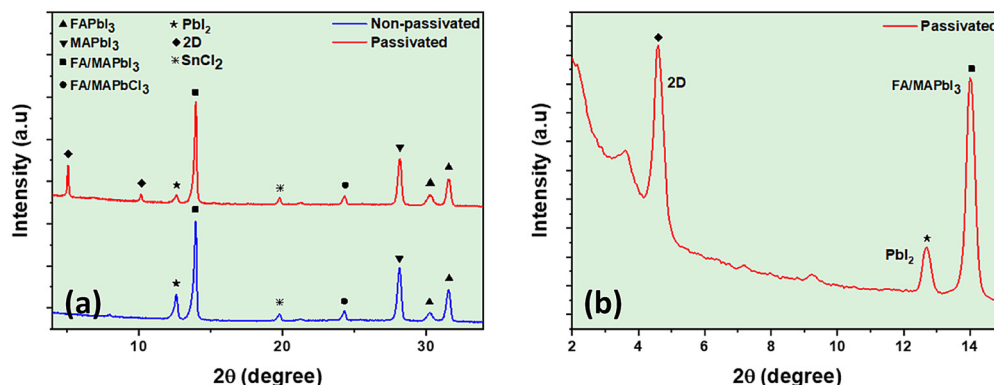 FAPbI3
MAPbI3
FA/MAPbI3
FA/MAPbCl3
PbI2
2D
SnCl2
Non-passivated
Passivated
Intensity (a.u)
(a)
10
20
30
2θ (degree)
Passivated
2D
FA/MAPbI3
PbI2
Intensity (a.u)
(b)
2
4
6
8
10
12
14
2θ (degree)